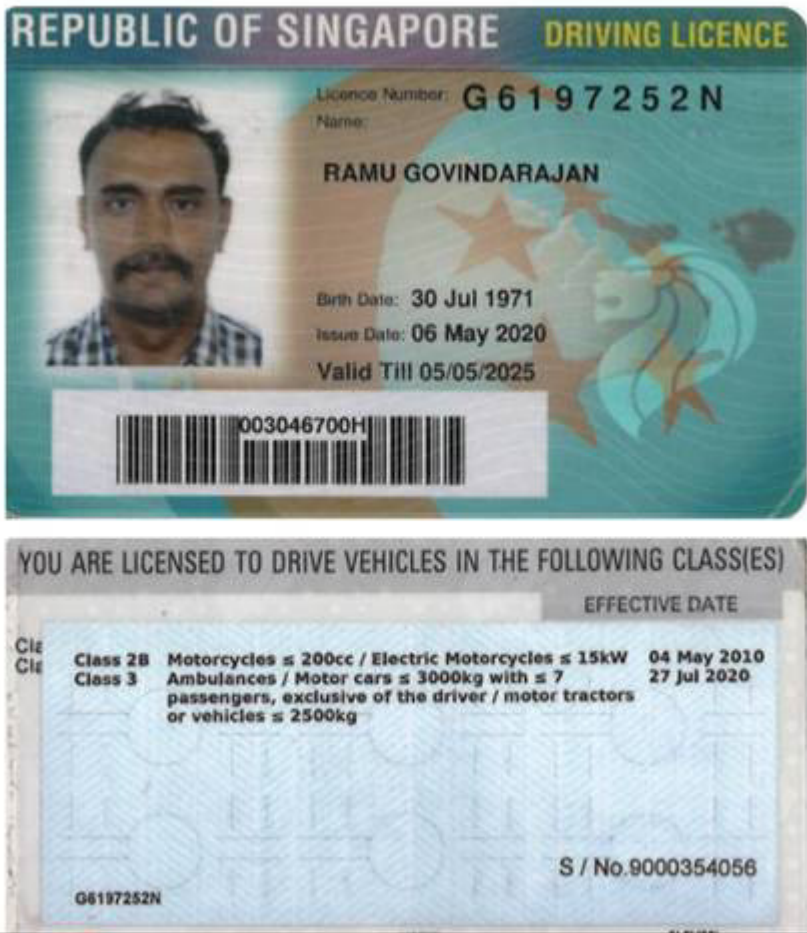 REPUBLIC OF SINGAPORE DRIVING LICENCE
Licence Number: G6197252N
Name:
RAMU GOVINDARAJAN
Birth Date: 30 Jul 1971
Issue Date: 06 May 2020
Valid Till 05/05/2025
003046700H
YOU ARE LICENSED TO DRIVE VEHICLES IN THE FOLLOWING CLASS(ES)
EFFECTIVE DATE
Cla
Cla
Class 2B Motorcycles ≤ 200cc / Electric Motorcycles ≤ 15kW 04 May 2010
Class 3 Ambulances / Motor cars ≤ 3000kg with ≤ 7 27 Jul 2020
passengers, exclusive of the driver / motor tractors
or vehicles ≤ 2500kg
S / No.9000354056
G6197252N